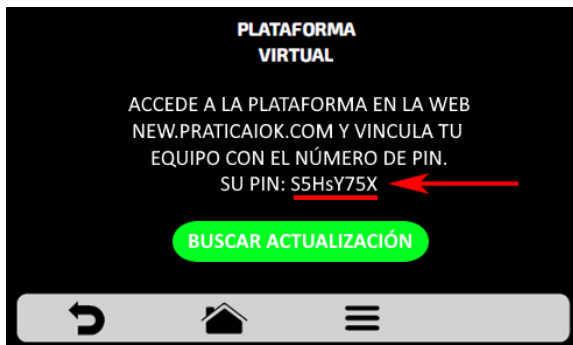 PLATAFORMA
VIRTUAL
ACCEDE A LA PLATAFORMA EN LA WEB
NEW.PRATICAIOK.COM Y VINCULA TU
EQUIPO CON EL NÚMERO DE PIN.
SU PIN: S5HsY75X
BUSCAR ACTUALIZACIÓN